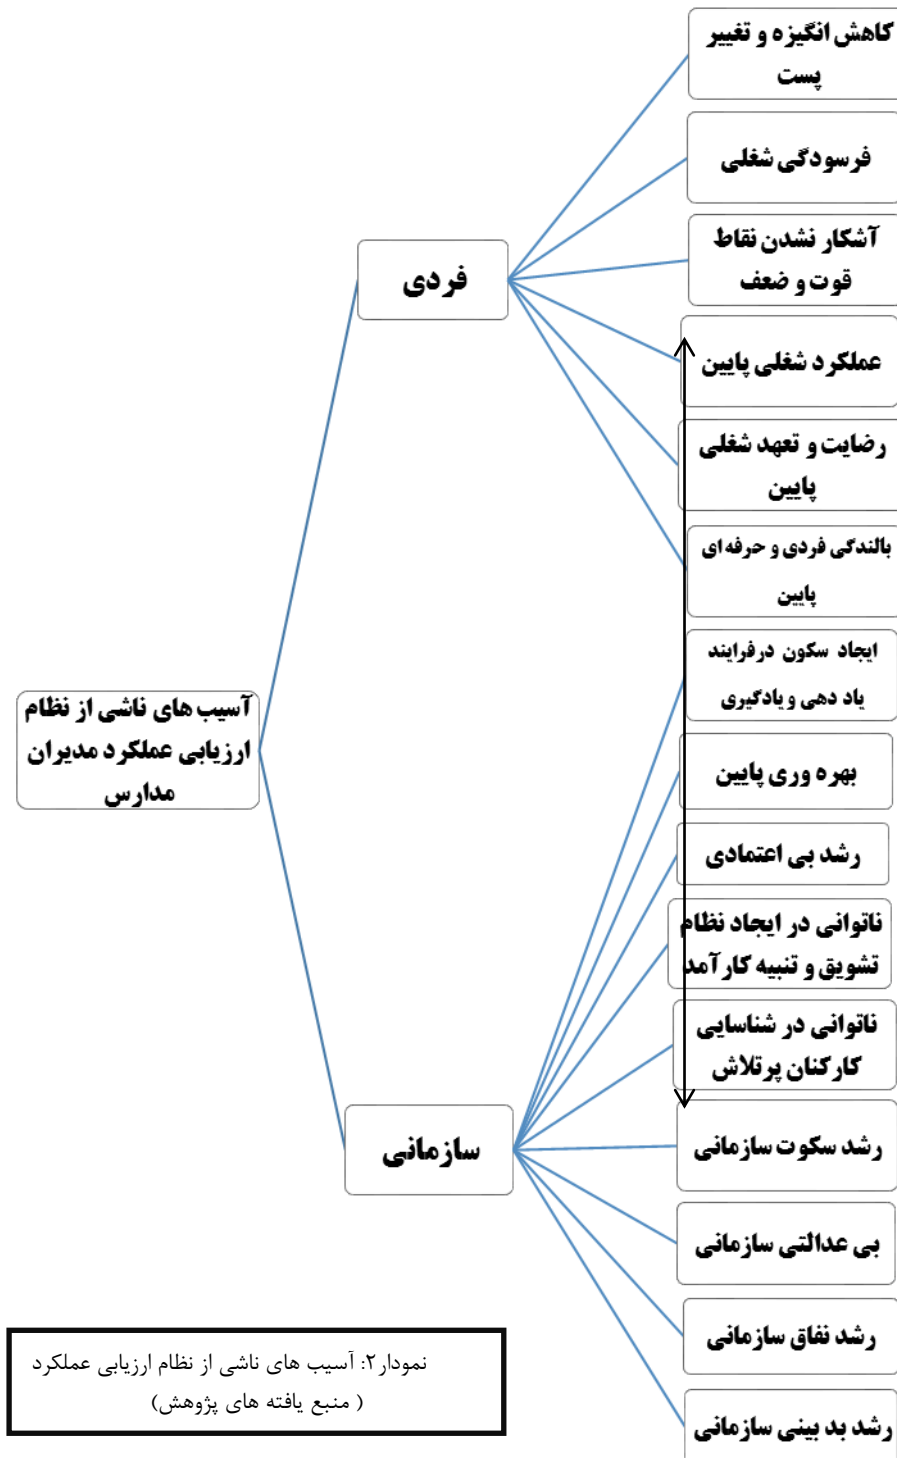 کاهش انگیزه و تغییر
پست
فرسودگی شغلی
آشکار نشدن نقاط
قوت و ضعف
فردی
عملکرد شغلی پایین
رضایت و تعهد شغلی
پایین
بالندگی فردی و حرفه ای
پایین
ایجاد سکون درفرایند
یاد دهی و یادگیری
آسیب های ناشی از نظام
ارزیابی عملکرد مدیران
مدارس
بهره وری پایین
رشد بی اعتمادی
ناتوانی در ایجاد نظام
تشویق و تنبیه کارآمد
ناتوانی در شناسایی
کارکنان پرتلاش
سازمانی
رشد سکوت سازمانی
بی عدالتی سازمانی
رشد نفاق سازمانی
رشد بد بینی سازمانی
نمودار۲: آسیب های ناشی از نظام ارزیابی عملکرد
( منبع یافته های پژوهش)